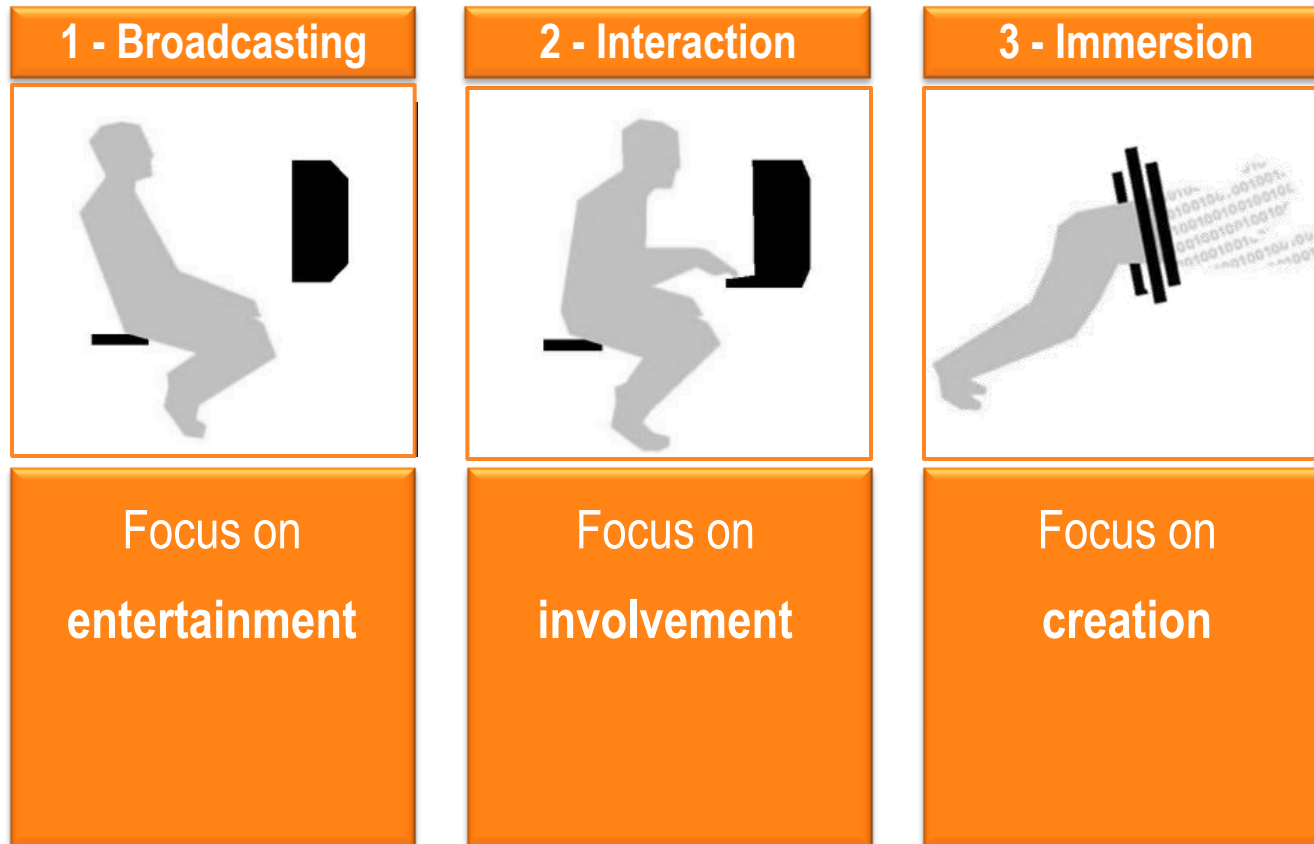 1 - Broadcasting
2 - Interaction
3 - Immersion
Focus on
entertainment
Focus on
involvement
Focus on
creation